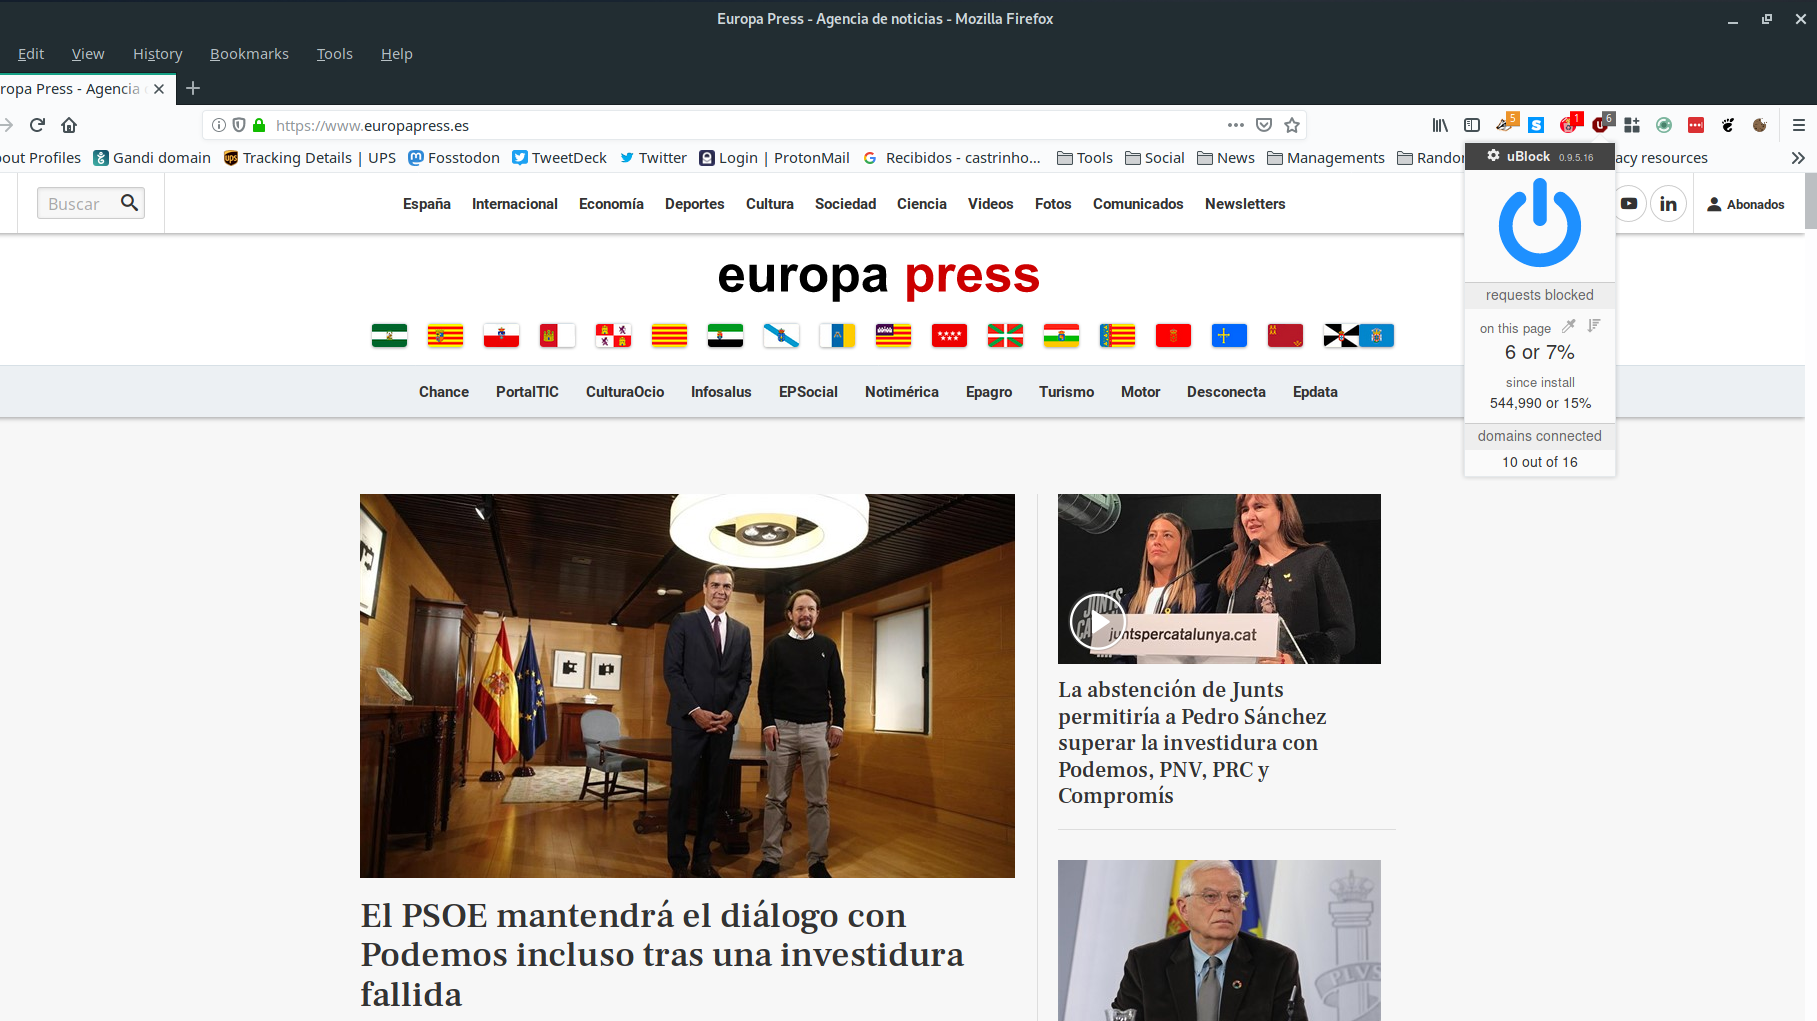 Europa Press - Agencia de noticias - Mozilla Firefox
Edit View History Bookmarks Tools Help
ropa Press - Agencia
https://www.europapress.es
5 1 6
out Profiles Gandi domain Tracking Details | UPS Fosstodon TweetDeck Twitter Login | ProtonMail Recibidos - castrinho... Tools Social News Managements Rando acy resources
uBlock 0.9.5.16
Buscar
España Internacional Economía Deportes Cultura Sociedad Ciencia Videos Fotos Comunicados Newsletters
in
Abonados
europa press
requests blocked
on this page
6 or 7%
since install
544,990 or 15%
domains connected
10 out of 16
Chance PortalTIC CulturaOcio Infosalus EPSocial Notimérica Epagro Turismo Motor Desconecta Epdata
JUNTS
juntspercatalunya.cat
La abstención de Junts
permitiría a Pedro Sánchez
superar la investidura con
Podemos, PNV, PRC y
Compromís
El PSOE mantendrá el diálogo con
Podemos incluso tras una investidura
fallida
PLVS